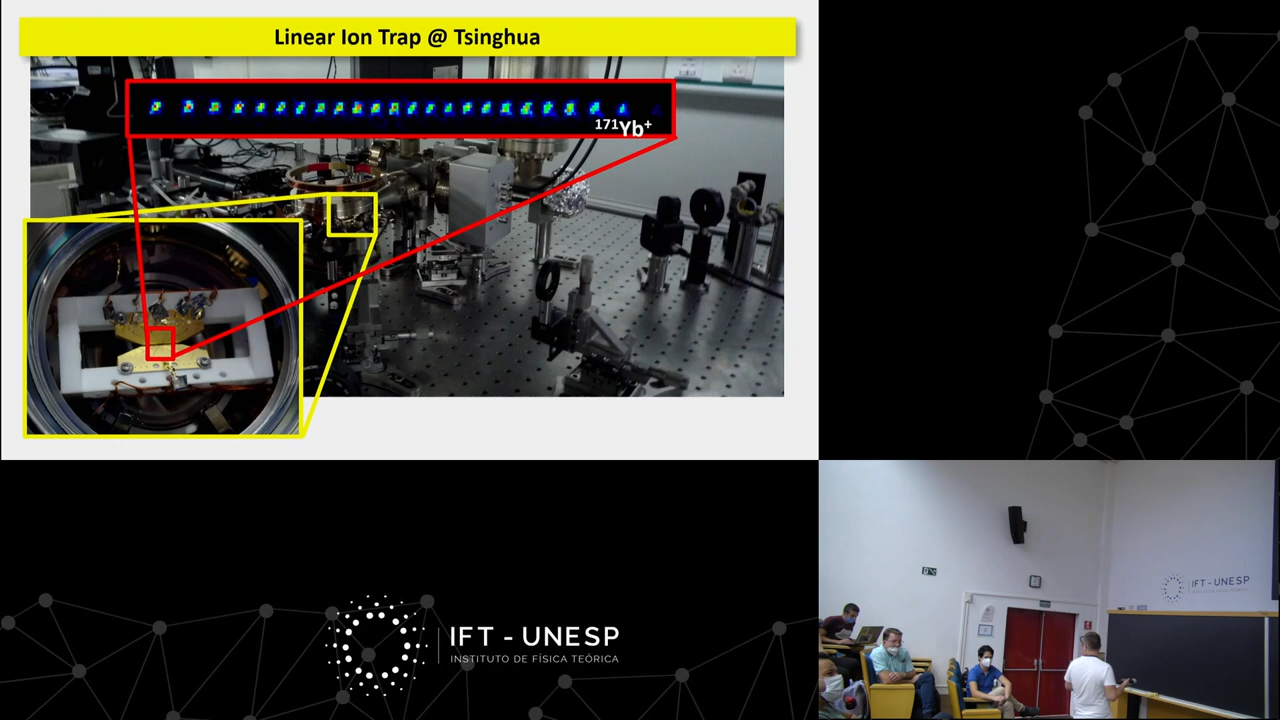 Linear Ion Trap @ Tsinghua
171Yb+
IFT - UNESP
INSTITUTO DE FÍSICA TEÓRICA
IFT - UNESP